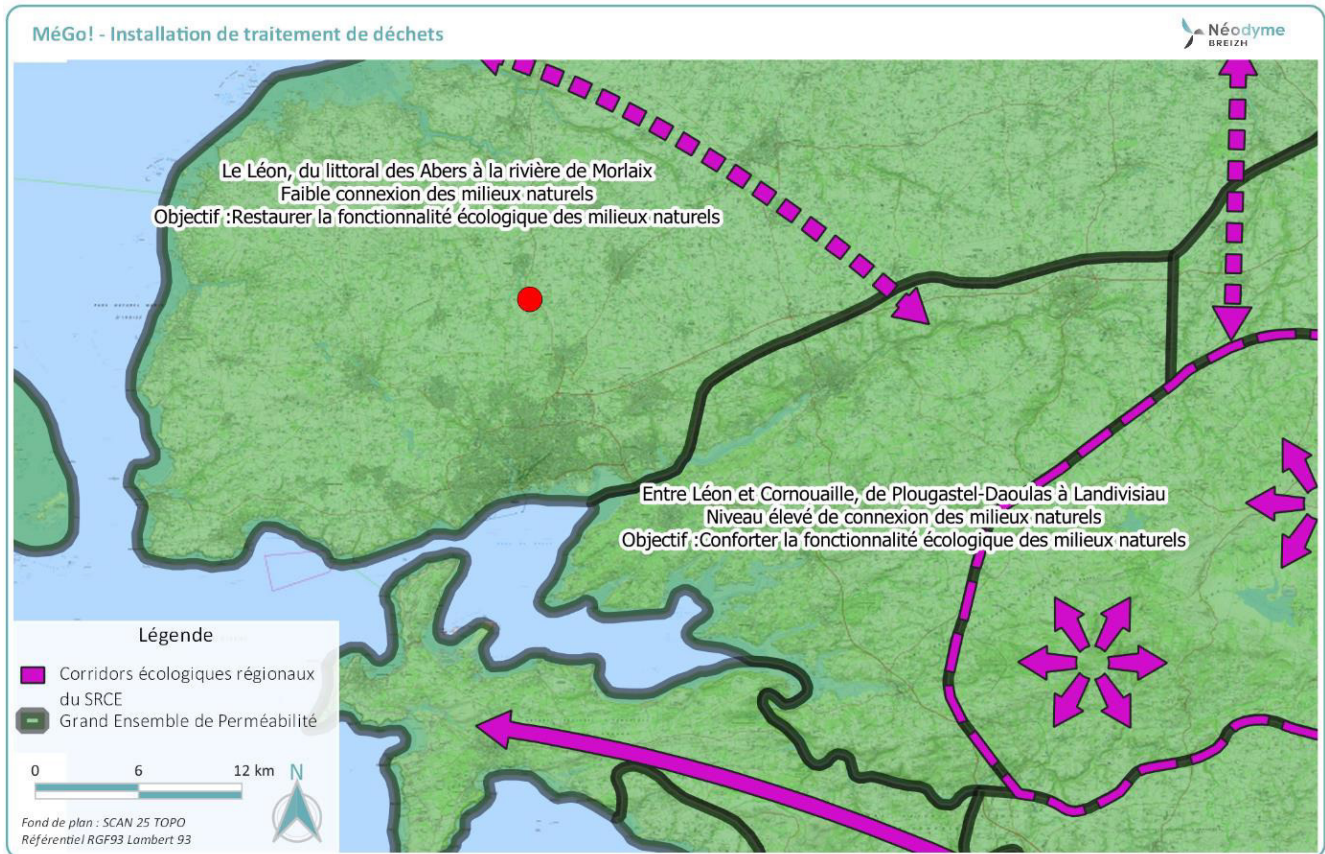 MéGo! - Installation de traitement de déchets
Néodyme
BREIZH
Le Léon, du littoral des Abers à la rivière de Morlaix
Faible connexion des milieux naturels
Objectif :Restaurer la fonctionnalité écologique des milieux naturels
Entre Léon et Cornouaille, de Plougastel-Daoulas à Landivisiau
Niveau élevé de connexion des milieux naturels
Objectif :Conforter la fonctionnalité écologique des milieux naturels
Légende
Corridors écologiques régionaux
du SRCE
Grand Ensemble de Perméabilité
0 6 12 km N
Fond de plan : SCAN 25 TOPO
Référentiel RGF93 Lambert 93